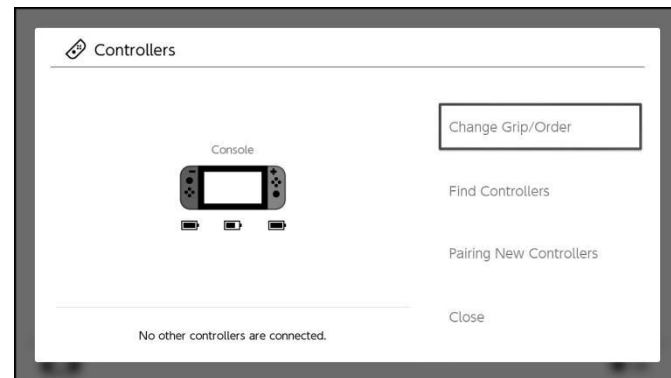 Controllers
Console
No other controllers are connected.
Change Grip/Order
Find Controllers
Pairing New Controllers
Close